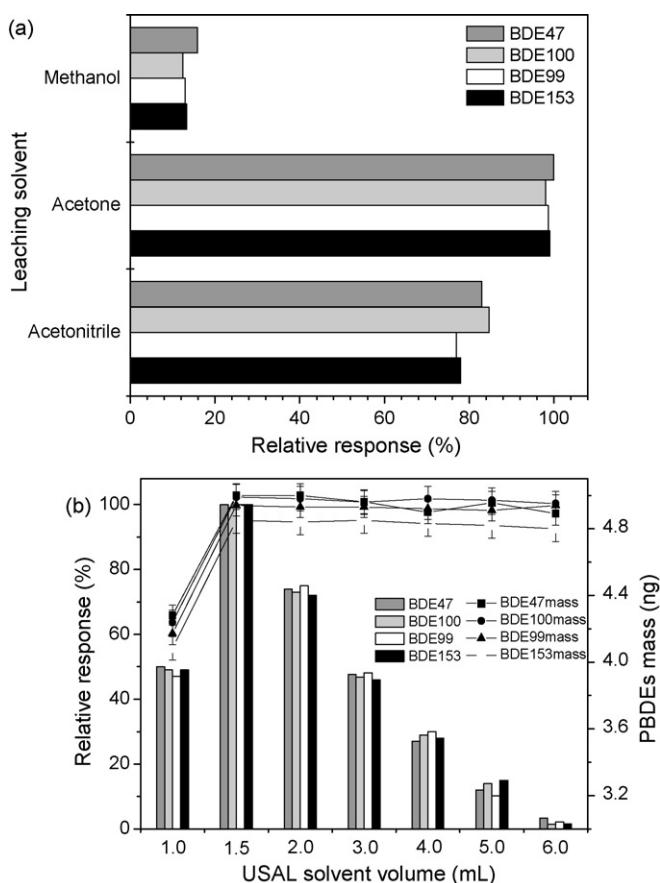 (a)
BDE47
BDE100
BDE99
BDE153
Methanol
Acetone
Acetonitrile
Leaching solvent
0 20 40 60 80 100
Relative response (%)
(b)
100
80
60
40
20
0
Relative response (%)
4.8
4.4
4.0
3.6
3.2
PBDEs mass (ng)
BDE47 BDE47mass
BDE100 BDE100mass
BDE99 BDE99mass
BDE153 BDE153mass
1.0 1.5 2.0 3.0 4.0 5.0 6.0
USAL solvent volume (mL)